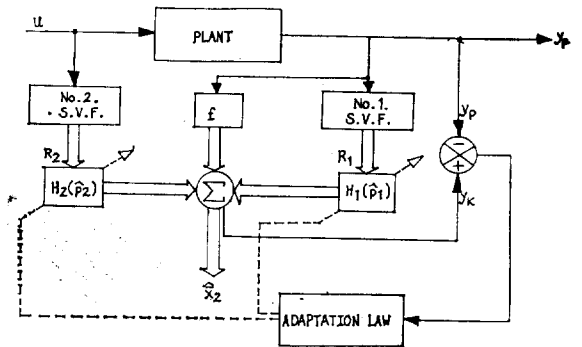 u
PLANT
yp
No.2.
. S.V.F.
£
No.1.
S.V.F.
yp
R2
R1
−
H2(p̂2)
Σ
H1(p̂1)
+
yK
x̂2
ADAPTATION LAW